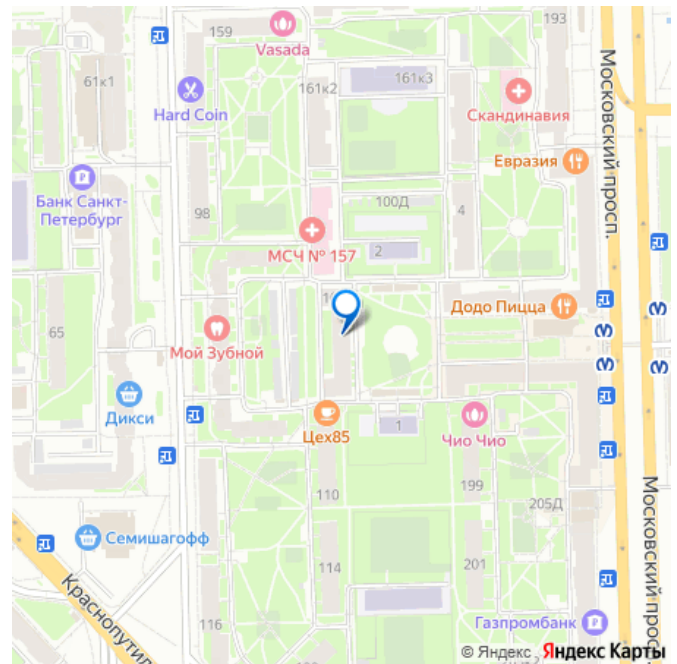 159
Vasada
193
161к3
61к1
161к2
Hard Coin
Скандинавия
Московский просп.
Евразия
Банк Санкт-
Петербург
98
100Д
4
МСЧ № 157
2
65
Мой Зубной
Додо Пицца
Дикси
Цех85
1
Чио Чио
110
199
205Д
Семишагофф
114
201
Московский прос
Краснопутил
116
Газпромбанк
© Яндекс Яндекс Карты